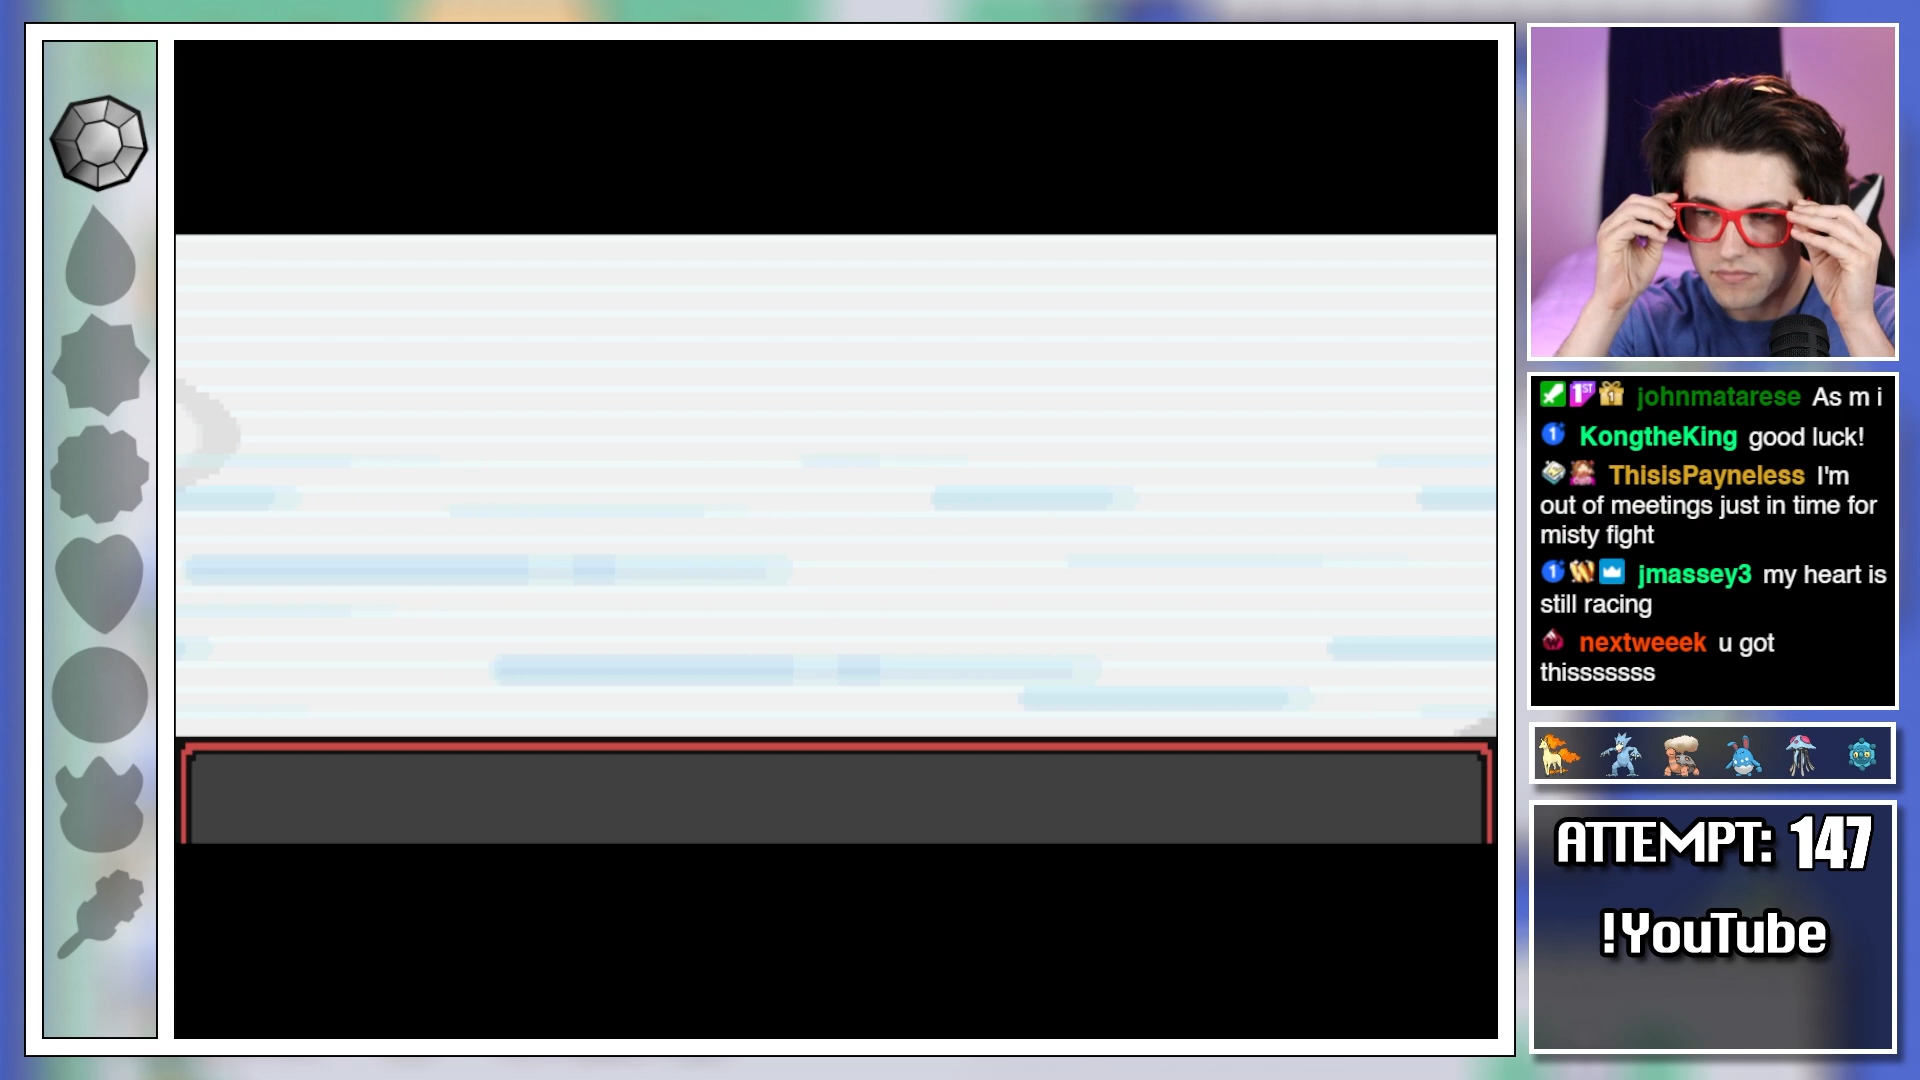 johnmatarese As m i
KongtheKing good luck!
ThisisPayneless I'm
out of meetings just in time for
misty fight
jmassey3 my heart is
still racing
nextweeek u got
thisssssss
ATTEMPT: 147
!YouTube